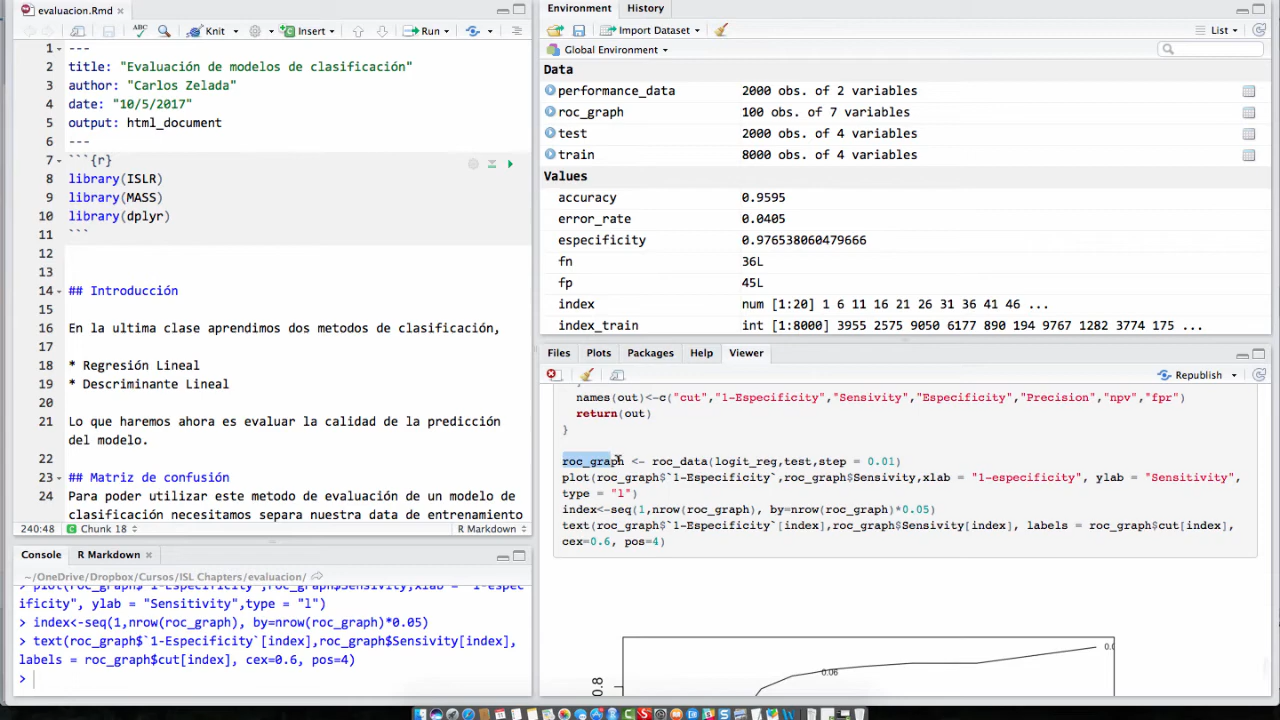 evaluacion.Rmd
ABC
Knit
Insert
Run
1 ---
2 title: "Evaluación de modelos de clasificación"
3 author: "Carlos Zelada"
4 date: "10/5/2017"
5 output: html_document
6 ---
7 ```{r}
8 library(ISLR)
9 library(MASS)
10 library(dplyr)
11 ```
12
13
14 ## Introducción
15
16 En la ultima clase aprendimos dos metodos de clasificación,
17
18 * Regresión Lineal
19 * Descriminante Lineal
20
21 Lo que haremos ahora es evaluar la calidad de la predicción
del modelo.
22
23 ## Matriz de confusión
24 Para poder utilizar este metodo de evaluación de un modelo de
clasificación necesitamos separa nuestra data de entrenamiento
240:48 Chunk 18 R Markdown
Console R Markdown
~/OneDrive/Dropbox/Cursos/ISL Chapters/evaluacion/
> plot(roc_graph$`1-Especificity`,roc_graph$Sensivity,xlab = "1-espec
ificity", ylab = "Sensitivity",type = "l")
> index<-seq(1,nrow(roc_graph), by=nrow(roc_graph)*0.05)
> text(roc_graph$`1-Especificity`[index],roc_graph$Sensivity[index],
labels = roc_graph$cut[index], cex=0.6, pos=4)
>
Environment History
Import Dataset List
Global Environment
Data
performance_data 2000 obs. of 2 variables
roc_graph 100 obs. of 7 variables
test 2000 obs. of 4 variables
train 8000 obs. of 4 variables
Values
accuracy 0.9595
error_rate 0.0405
especificity 0.976538060479666
fn 36L
fp 45L
index num [1:20] 1 6 11 16 21 26 31 36 41 46 ...
index_train int [1:8000] 3955 2575 9050 6177 890 194 9767 1282 3774 175 ...
Files Plots Packages Help Viewer
Republish
names(out)<-c("cut","1-Especificity","Sensivity","Especificity","Precision","npv","fpr")
return(out)
}
roc_graph <- roc_data(logit_reg,test,step = 0.01)
plot(roc_graph$`1-Especificity`,roc_graph$Sensivity,xlab = "1-especificity", ylab = "Sensitivity",
type = "l")
index<-seq(1,nrow(roc_graph), by=nrow(roc_graph)*0.05)
text(roc_graph$`1-Especificity`[index],roc_graph$Sensivity[index], labels = roc_graph$cut[index],
cex=0.6, pos=4)
0.06
0.8